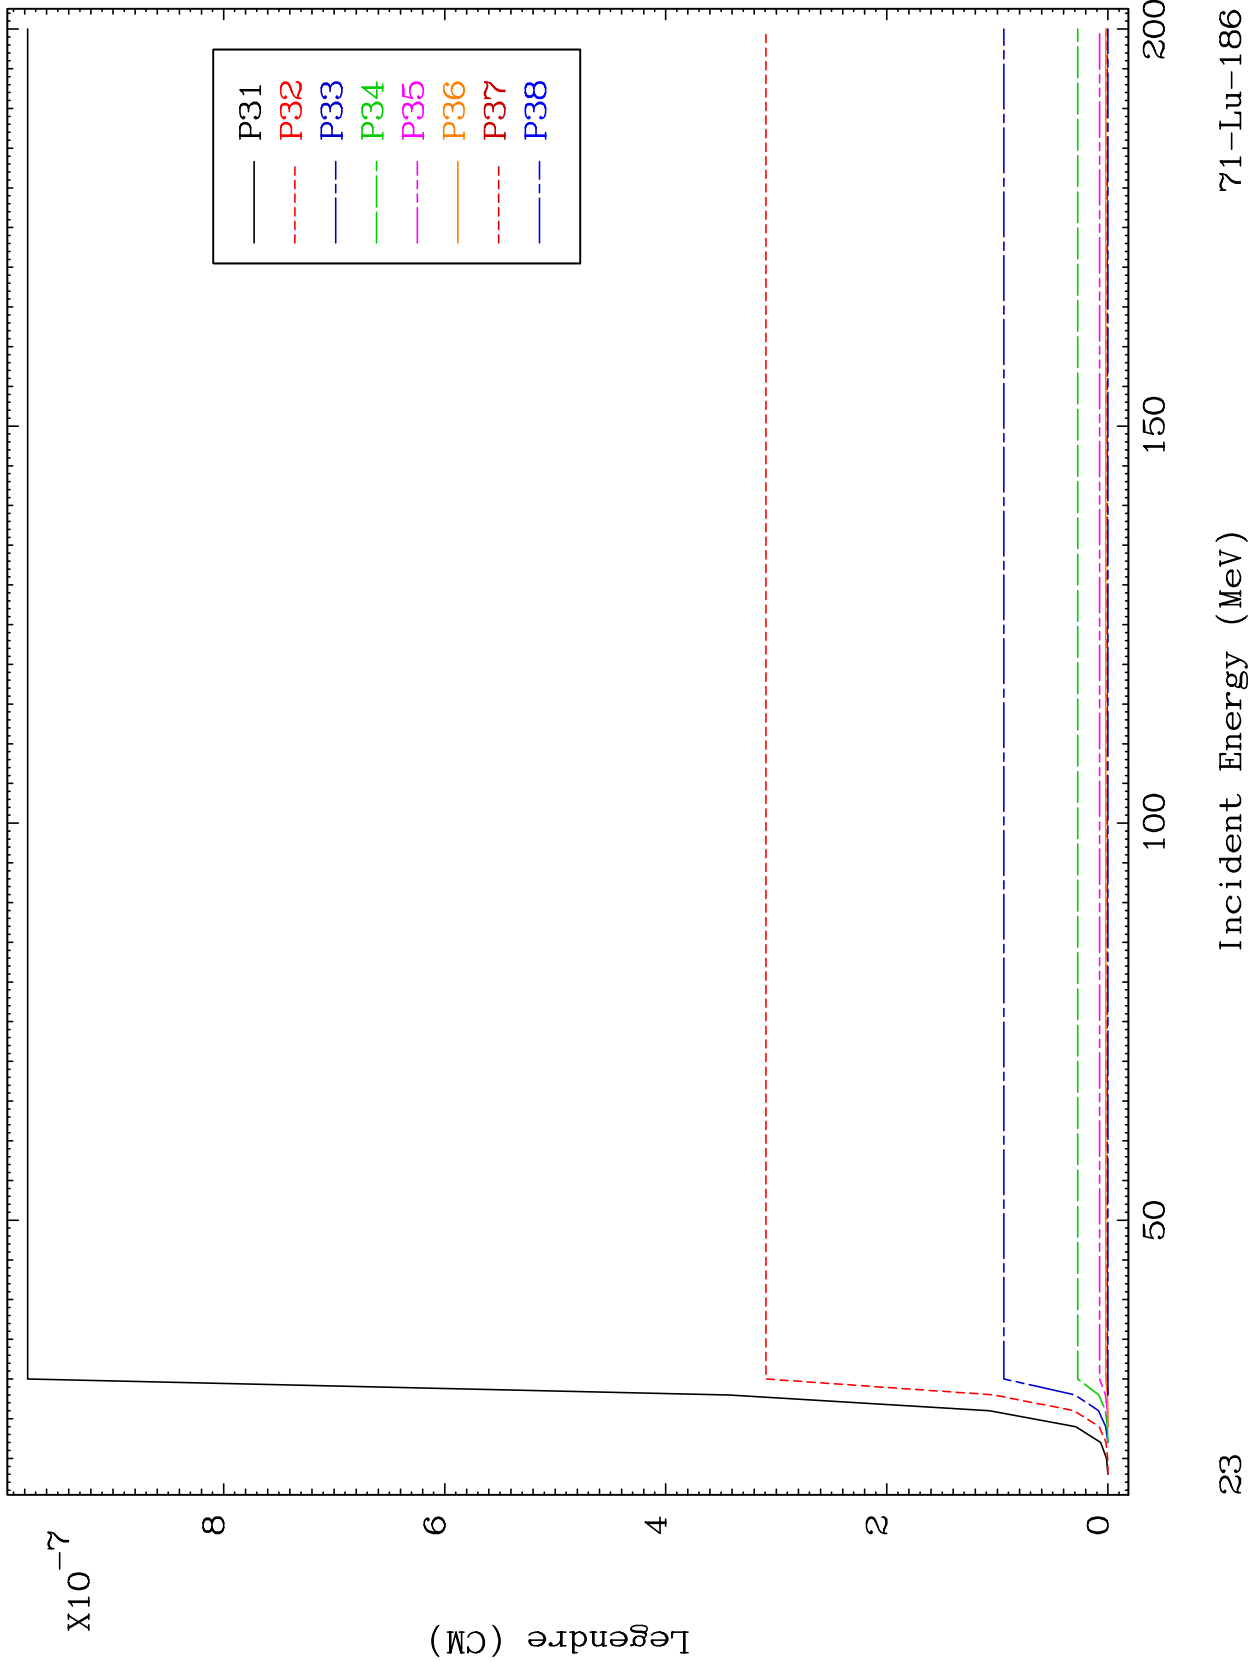 X10-7
8
6
4
2
0
Legendre (CM)
P31
P32
P33
P34
P35
P36
P37
P38
50
100
150
200
23
Incident Energy (MeV)
71-Lu-186